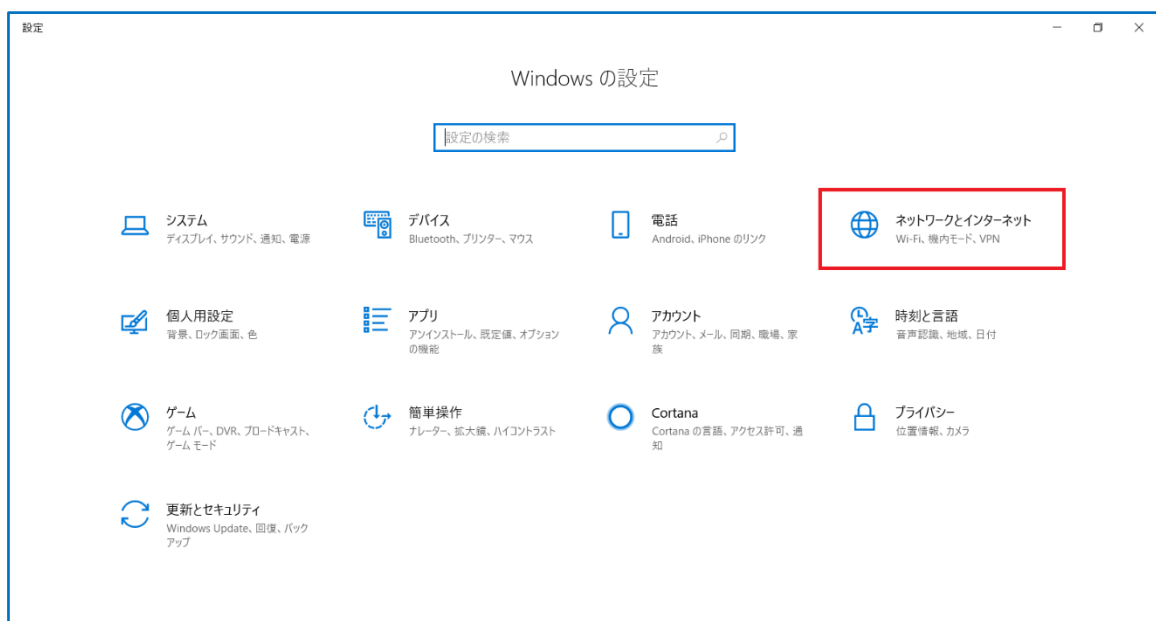 設定
Windows の設定
設定の検索
システム
ディスプレイ、サウンド、通知、電源
デバイス
Bluetooth、プリンター、マウス
電話
Android、iPhone のリンク
ネットワークとインターネット
Wi-Fi、機内モード、VPN
個人用設定
背景、ロック画面、色
アプリ
アンインストール、既定値、オプション
の機能
アカウント
アカウント、メール、同期、職場、家
族
時刻と言語
音声認識、地域、日付
ゲーム
ゲーム バー、DVR、ブロードキャスト、
ゲーム モード
簡単操作
ナレーター、拡大鏡、ハイコントラスト
Cortana
Cortana の言語、アクセス許可、通
知
プライバシー
位置情報、カメラ
更新とセキュリティ
Windows Update、回復、バック
アップ